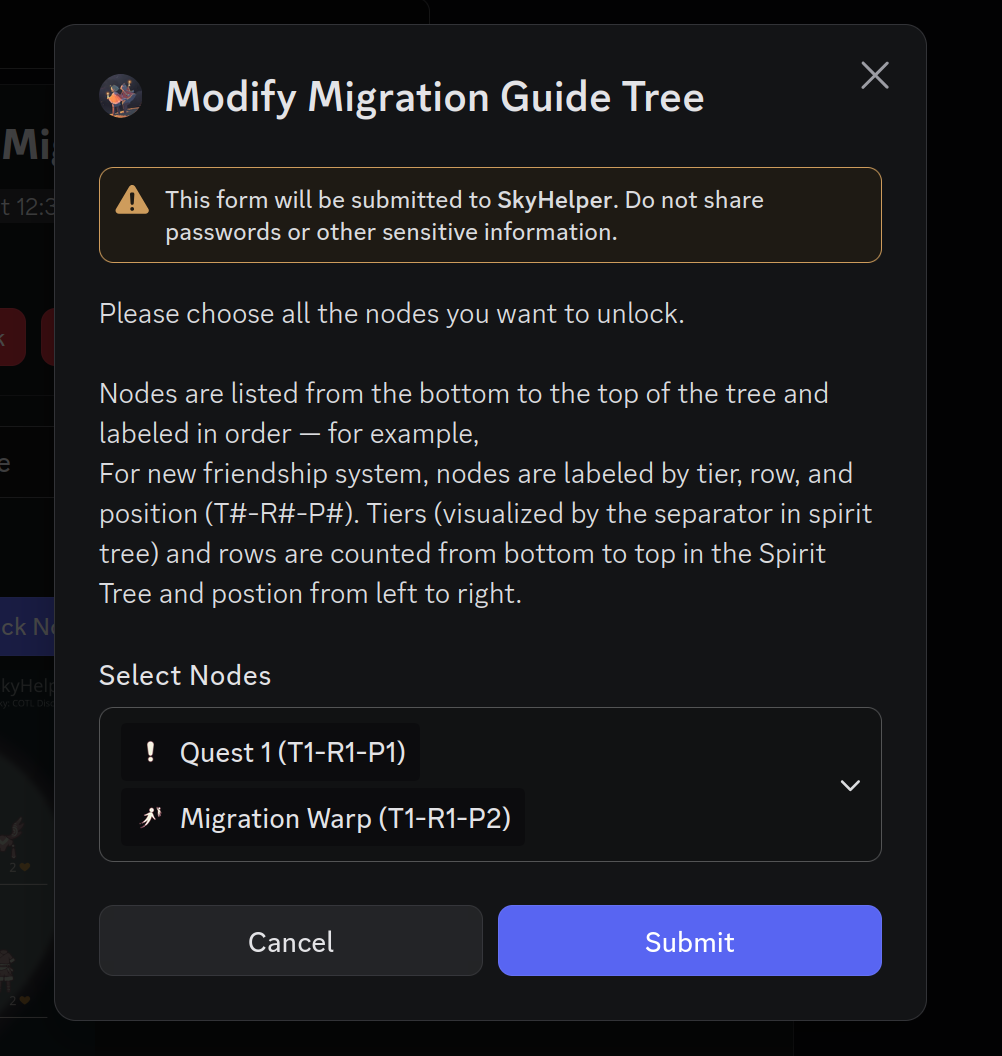 Modify Migration Guide Tree
This form will be submitted to SkyHelper. Do not share
passwords or other sensitive information.
Please choose all the nodes you want to unlock.
Nodes are listed from the bottom to the top of the tree and
labeled in order — for example,
For new friendship system, nodes are labeled by tier, row, and
position (T#-R#-P#). Tiers (visualized by the separator in spirit
tree) and rows are counted from bottom to top in the Spirit
Tree and postion from left to right.
Select Nodes
Quest 1 (T1-R1-P1)
Migration Warp (T1-R1-P2)
Cancel
Submit
2
2